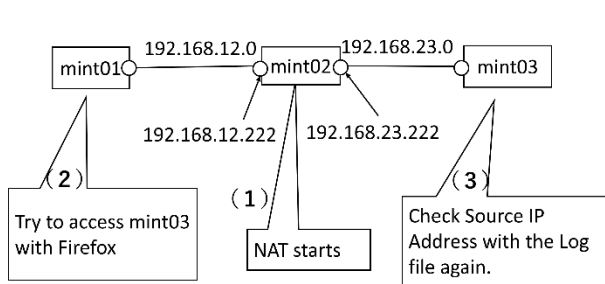 192.168.12.0
192.168.23.0
mint01
mint02
mint03
192.168.12.222
192.168.23.222
(2)
(1)
(3)
Try to access mint03
with Firefox
NAT starts
Check Source IP
Address with the Log
file again.